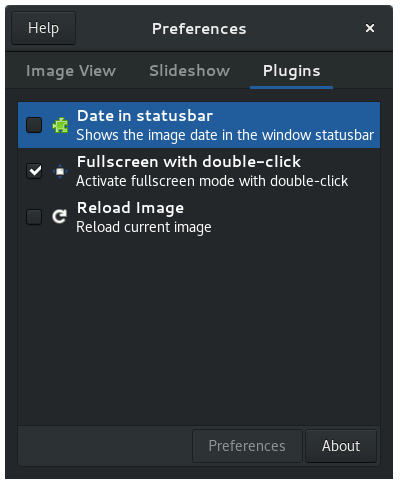 Help Preferences
Image View Slideshow Plugins
Date in statusbar
Shows the image date in the window statusbar
Fullscreen with double-click
Activate fullscreen mode with double-click
Reload Image
Reload current image
Preferences About